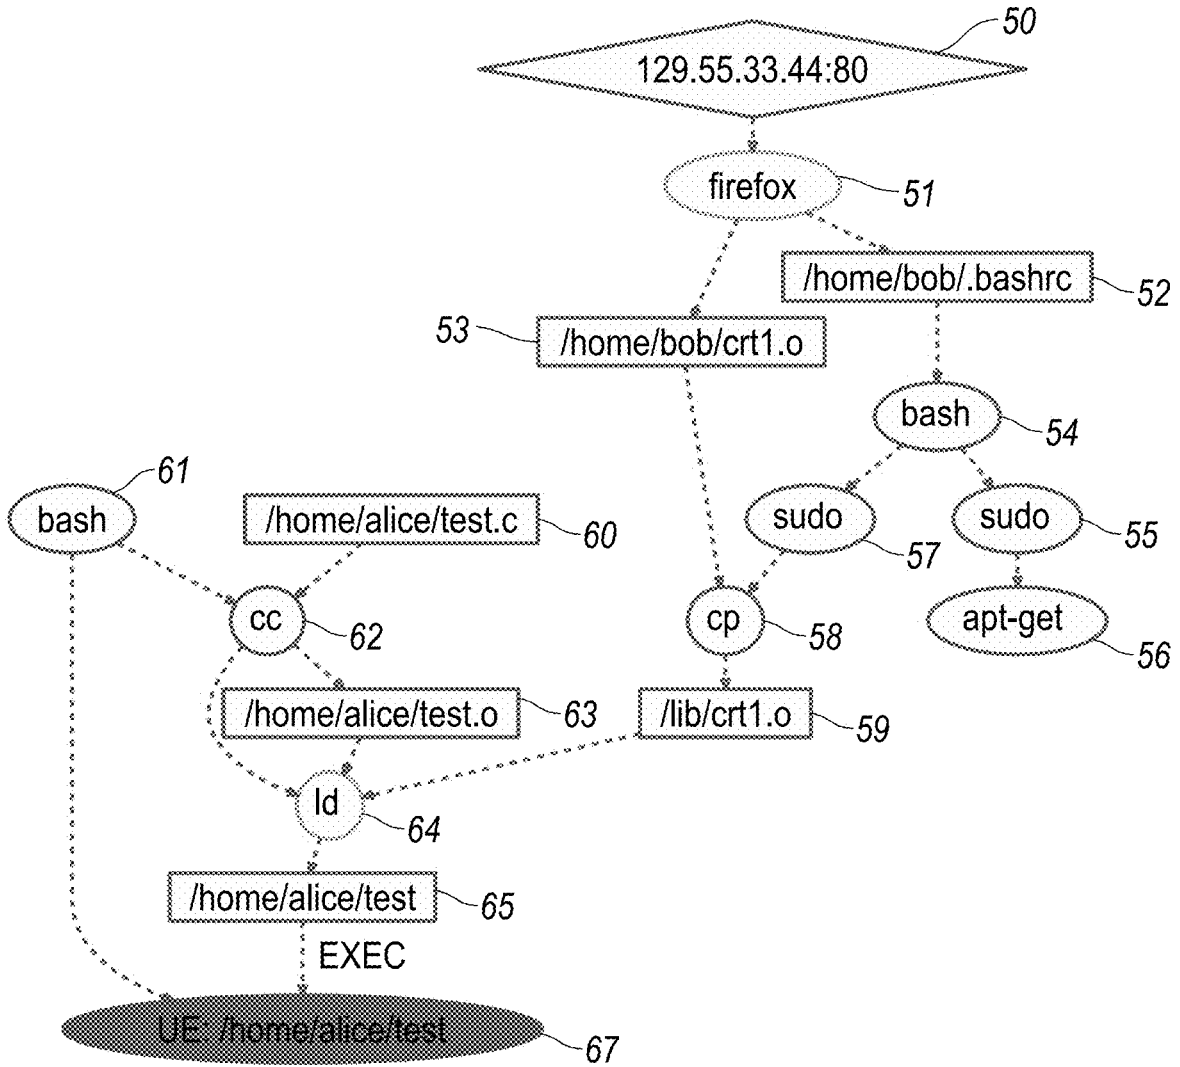 50
129.55.33.44:80
firefox
51
/home/bob/.bashrc
52
53
/home/bob/crt1.o
bash
54
61
bash
/home/alice/test.c
60
sudo
57
sudo
55
cc
62
cp
58
apt-get
56
/home/alice/test.o
63
/lib/crt1.o
59
ld
64
/home/alice/test
65
EXEC
UE: /home/alice/test
67